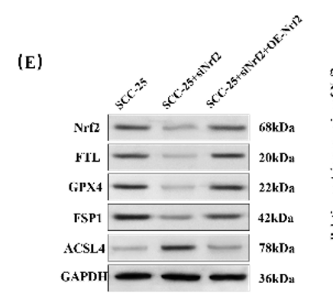 (E)
SCC-25
SCC-25+siNrf2
SCC-25+siNrf2+OE-Nrf2
Nrf2 68kDa
FTL 20kDa
GPX4 22kDa
FSP1 42kDa
ACSL4 78kDa
GAPDH 36kDa